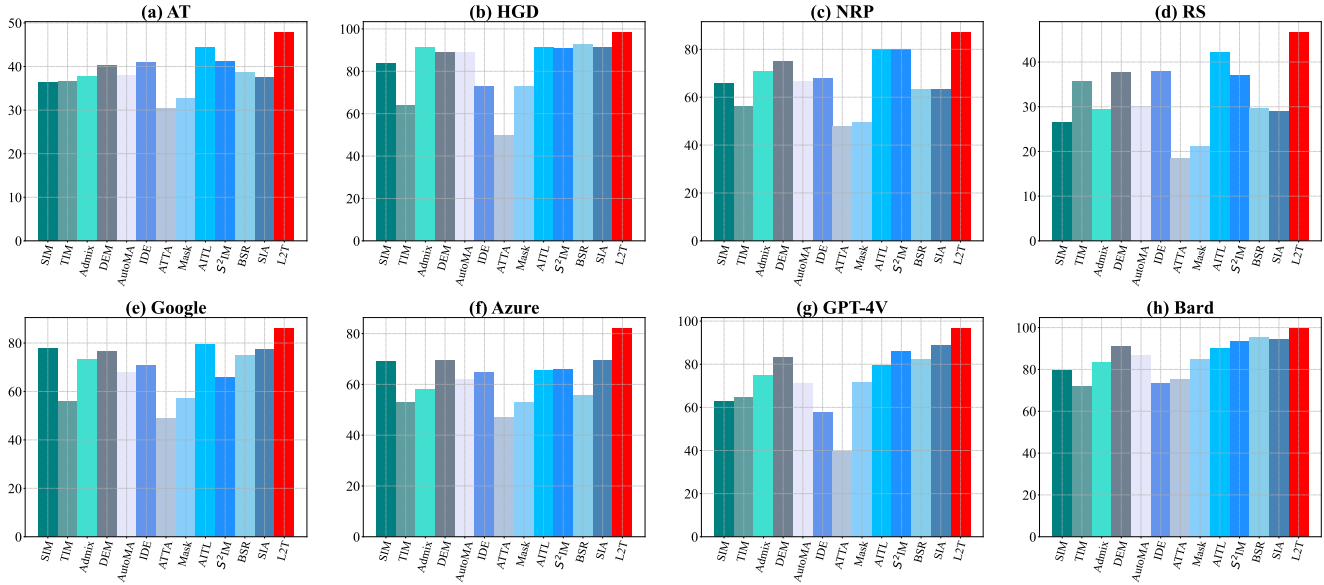 (a) AT
50
40
30
20
10
0
SIM TIM Admix DEM AutoMA IDE ATTA Mask AITL S²IM BSR SIA L2T
(b) HGD
100
80
60
40
20
0
SIM TIM Admix DEM AutoMA IDE ATTA Mask AITL S²IM BSR SIA L2T
(c) NRP
80
60
40
20
0
SIM TIM Admix DEM AutoMA IDE ATTA Mask AITL S²IM BSR SIA L2T
(d) RS
40
30
20
10
0
SIM TIM Admix DEM AutoMA IDE ATTA Mask AITL S²IM BSR SIA L2T
(e) Google
80
60
40
20
0
SIM TIM Admix DEM AutoMA IDE ATTA Mask AITL S²IM BSR SIA L2T
(f) Azure
80
60
40
20
0
SIM TIM Admix DEM AutoMA IDE ATTA Mask AITL S²IM BSR SIA L2T
(g) GPT-4V
100
80
60
40
20
0
SIM TIM Admix DEM AutoMA IDE ATTA Mask AITL S²IM BSR SIA L2T
(h) Bard
100
80
60
40
20
0
SIM TIM Admix DEM AutoMA IDE ATTA Mask AITL S²IM BSR SIA L2T